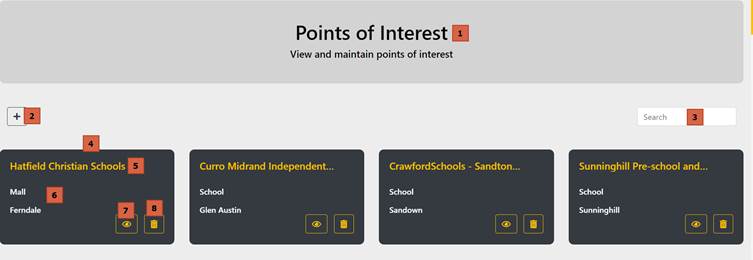 Points of Interest 1
View and maintain points of interest
+ 2
Search 3
4
Hatfield Christian Schools 5
Mall 6
Ferndale 7 8
Curro Midrand Independent...
School
Glen Austin
CrawfordSchools - Sandton...
School
Sandown
Sunninghill Pre-school and...
School
Sunninghill